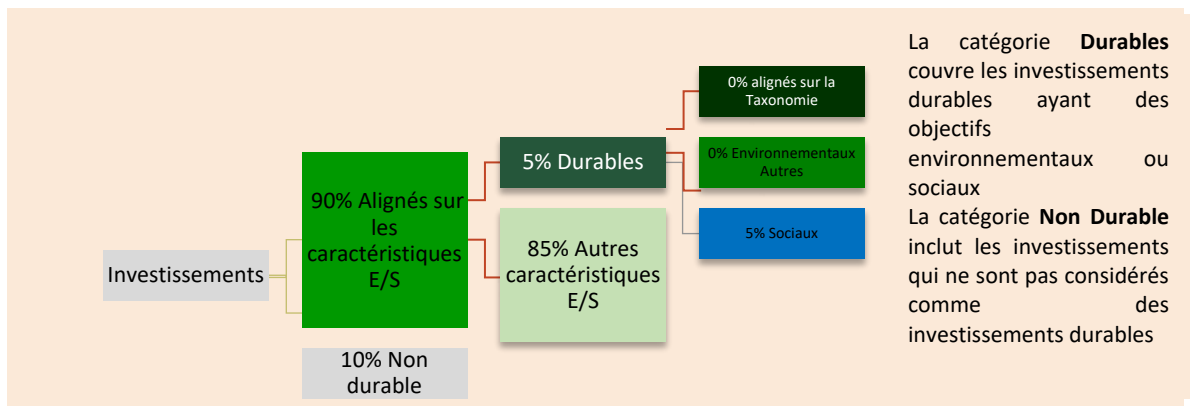 Investissements
90% Alignés sur
les
caractéristiques
E/S
10% Non
durable
5% Durables
85% Autres
caractéristiques
E/S
0% alignés sur la
Taxonomie
0% Environnementaux
Autres
5% Sociaux
La catégorie Durables
couvre les investissements
durables ayant des
objectifs
environnementaux ou
sociaux
La catégorie Non Durable
inclut les investissements
qui ne sont pas considérés
comme des
investissements durables